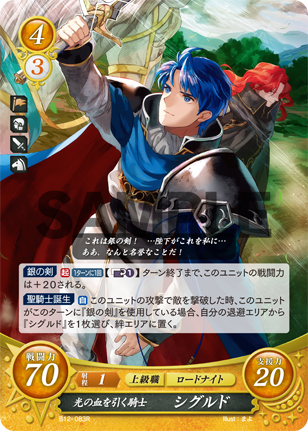 4
3
SAMPLE
これは銀の剣！ …陛下がこれを私に…
ああ、なんと名誉なことだ！
銀の剣 起 1ターンに1回 【1】ターン終了まで、このユニットの戦闘力
は＋20される。
聖騎士誕生 自 このユニットの攻撃で敵を撃破した時、このユニット
がこのターンに『銀の剣』を使用している場合、自分の退避エリアから
『シグルド』を1枚選び、絆エリアに置く。
戦闘力 70
射程 1 上級職 ロードナイト
支援力 20
光の血を引く騎士 シグルド
B12-083R
Illust：まよ